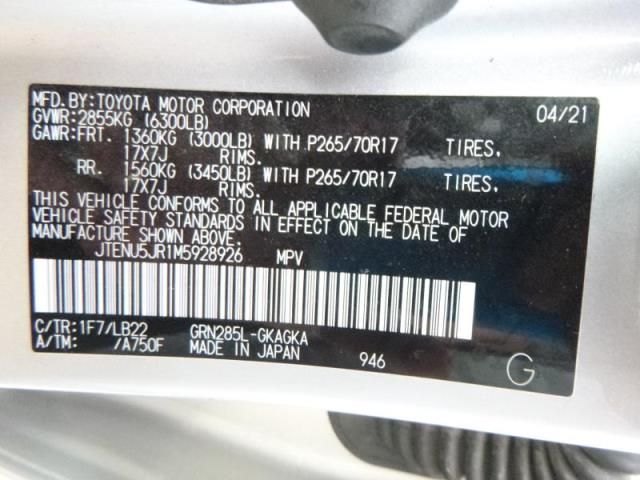 MFD.BY:TOYOTA MOTOR CORPORATION 04/21
GVWR:2855KG (6300LB)
GAWR:FRT. 1360KG (3000LB) WITH P265/70R17 TIRES,
17X7J RIMS.
RR. 1560KG (3450LB) WITH P265/70R17 TIRES,
17X7J RIMS.
THIS VEHICLE CONFORMS TO ALL APPLICABLE FEDERAL MOTOR
VEHICLE SAFETY STANDARDS IN EFFECT ON THE DATE OF
MANUFACTURE SHOWN ABOVE.
JTENU5JR1M5928926 MPV
C/TR:1F7/LB22 GRN285L-GKAGKA
A/TM: /A750F MADE IN JAPAN 946 G